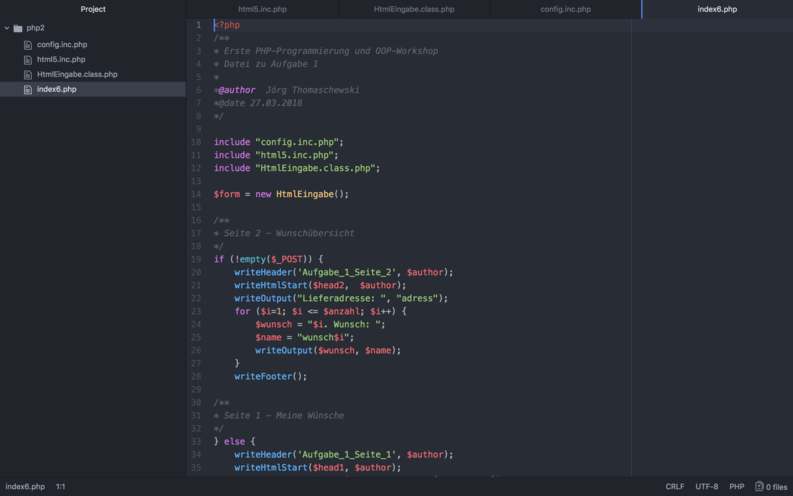 Project
html5.inc.php
HtmlEingabe.class.php
config.inc.php
index6.php
php2
config.inc.php
html5.inc.php
HtmlEingabe.class.php
index6.php
1 <?php
2 /**
3 * Erste PHP-Programmierung und OOP-Workshop
4 * Datei zu Aufgabe 1
5 *
6 *@author  Jörg Thomaschewski
7 *@date 27.03.2018
8 */
9
10 include "config.inc.php";
11 include "html5.inc.php";
12 include "HtmlEingabe.class.php";
13
14 $form = new HtmlEingabe();
15
16 /**
17 * Seite 2 - Wunschübersicht
18 */
19 if (!empty($_POST)) {
20     writeHeader('Aufgabe_1_Seite_2', $author);
21     writeHtmlStart($head2,  $author);
22     writeOutput("Lieferadresse: ", "adress");
23     for ($i=1; $i <= $anzahl; $i++) {
24         $wunsch = "$i. Wunsch: ";
25         $name = "wunsch$i";
26         writeOutput($wunsch, $name);
27     }
28     writeFooter();
29
30 /**
31 * Seite 1 - Meine Wünsche
32 */
33 } else {
34     writeHeader('Aufgabe_1_Seite_1', $author);
35     writeHtmlStart($head1, $author);
index6.php 1:1 CRLF UTF-8 PHP 0 files